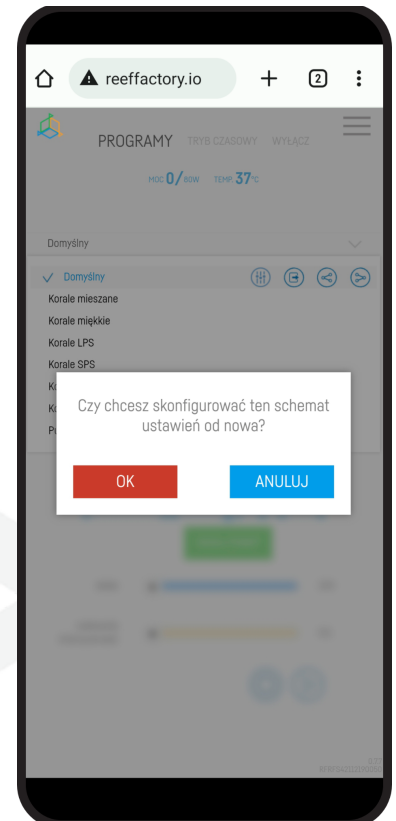 reeffactory.io
2
PROGRAMY TRYB CZASOWY WYŁĄCZ
MOC 0/80W TEMP. 37°C
Domyślny
Domyślny
Korale mieszane
Korale miękkie
Korale LPS
Korale SPS
Czy chcesz skonfigurować ten schemat
ustawień od nowa?
OK ANULUJ